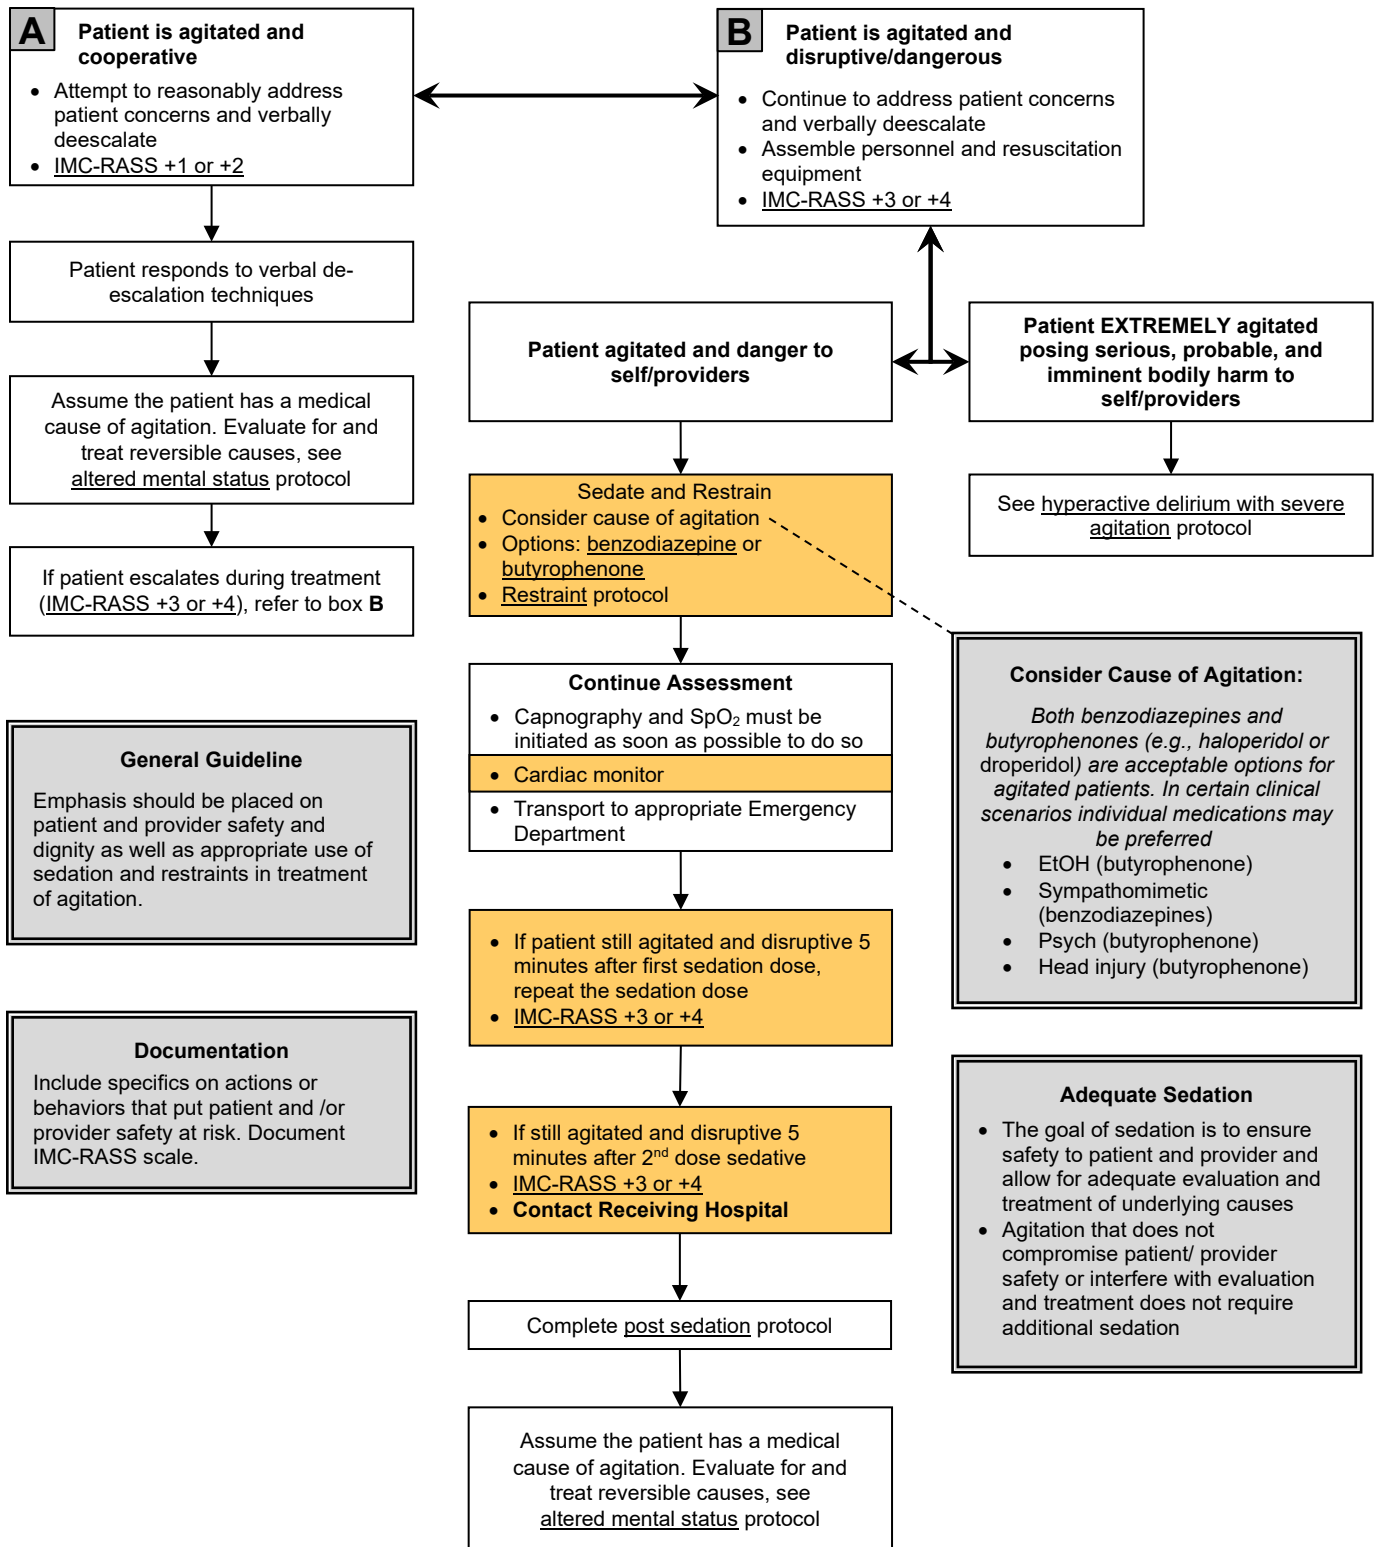 A
Patient is agitated and
cooperative
• Attempt to reasonably address
patient concerns and verbally
deescalate
• IMC-RASS +1 or +2
B
Patient is agitated and
disruptive/dangerous
• Continue to address patient concerns
and verbally deescalate
• Assemble personnel and resuscitation
equipment
• IMC-RASS +3 or +4
Patient responds to verbal de-
escalation techniques
Assume the patient has a medical
cause of agitation. Evaluate for and
treat reversible causes, see
altered mental status protocol
If patient escalates during treatment
(IMC-RASS +3 or +4), refer to box B
Patient agitated and danger to
self/providers
Patient EXTREMELY agitated
posing serious, probable, and
imminent bodily harm to
self/providers
See hyperactive delirium with severe
agitation protocol
Sedate and Restrain
• Consider cause of agitation
• Options: benzodiazepine or
butyrophenone
• Restraint protocol
Continue Assessment
• Capnography and SpO2 must be
initiated as soon as possible to do so
• Cardiac monitor
• Transport to appropriate Emergency
Department
• If patient still agitated and disruptive 5
minutes after first sedation dose,
repeat the sedation dose
• IMC-RASS +3 or +4
• If still agitated and disruptive 5
minutes after 2nd dose sedative
• IMC-RASS +3 or +4
• Contact Receiving Hospital
Complete post sedation protocol
Assume the patient has a medical
cause of agitation. Evaluate for and
treat reversible causes, see
altered mental status protocol
General Guideline
Emphasis should be placed on
patient and provider safety and
dignity as well as appropriate use of
sedation and restraints in treatment
of agitation.
Documentation
Include specifics on actions or
behaviors that put patient and /or
provider safety at risk. Document
IMC-RASS scale.
Consider Cause of Agitation:
Both benzodiazepines and
butyrophenones (e.g., haloperidol or
droperidol) are acceptable options for
agitated patients. In certain clinical
scenarios individual medications may
be preferred
• EtOH (butyrophenone)
• Sympathomimetic
(benzodiazepines)
• Psych (butyrophenone)
• Head injury (butyrophenone)
Adequate Sedation
• The goal of sedation is to ensure
safety to patient and provider and
allow for adequate evaluation and
treatment of underlying causes
• Agitation that does not
compromise patient/ provider
safety or interfere with evaluation
and treatment does not require
additional sedation